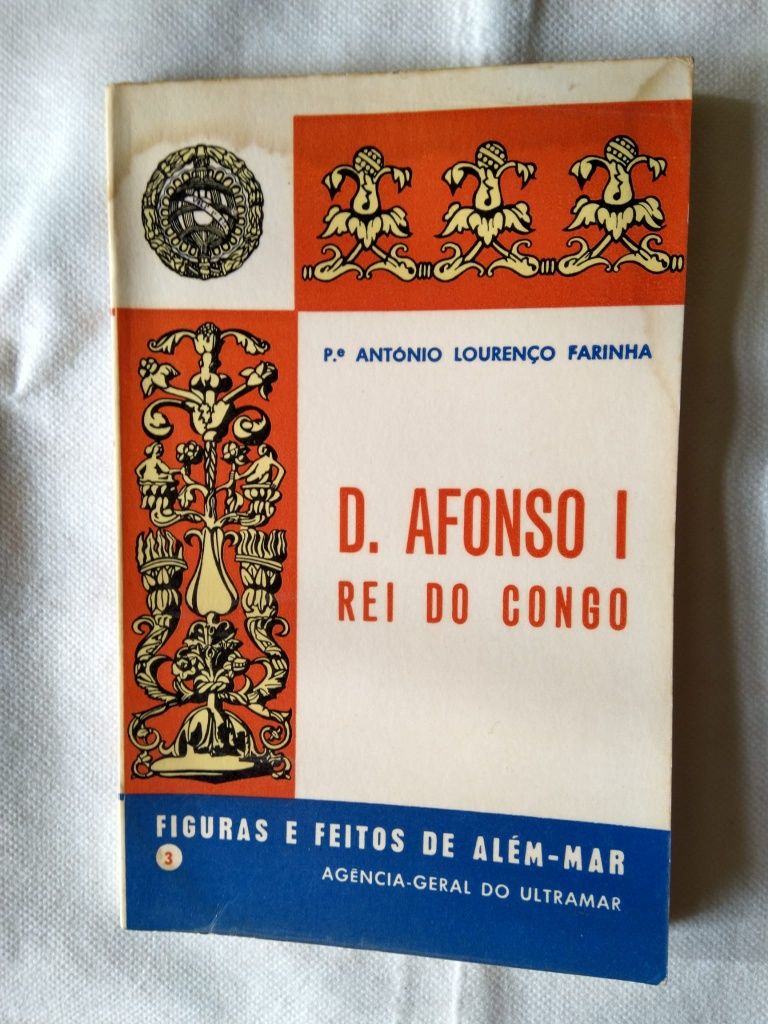 P.e ANTÓNIO LOURENÇO FARINHA
D. AFONSO I
REI DO CONGO
FIGURAS E FEITOS DE ALÉM-MAR
3
AGÊNCIA-GERAL DO ULTRAMAR